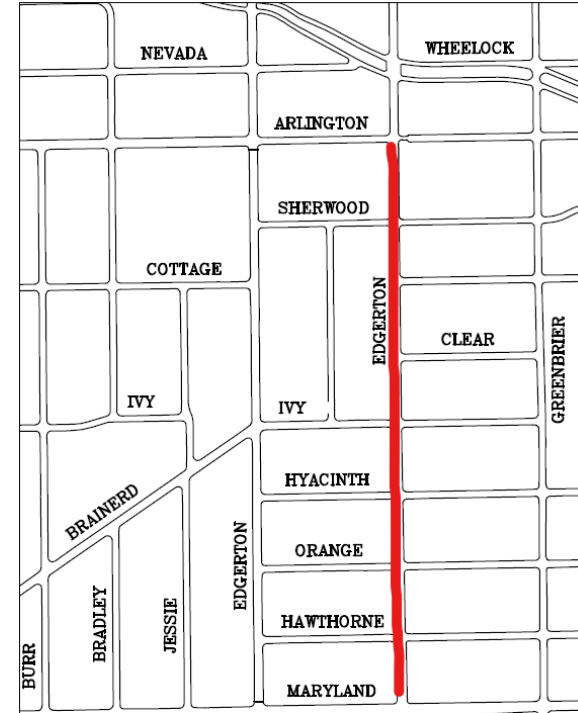 NEVADA
WHEELOCK
ARLINGTON
SHERWOOD
COTTAGE
EDGERTON
CLEAR
GREENBRIER
IVY
IVY
HYACINTH
BRAINERD
ORANGE
EDGERTON
BRADLEY
JESSIE
HAWTHORNE
BURR
MARYLAND